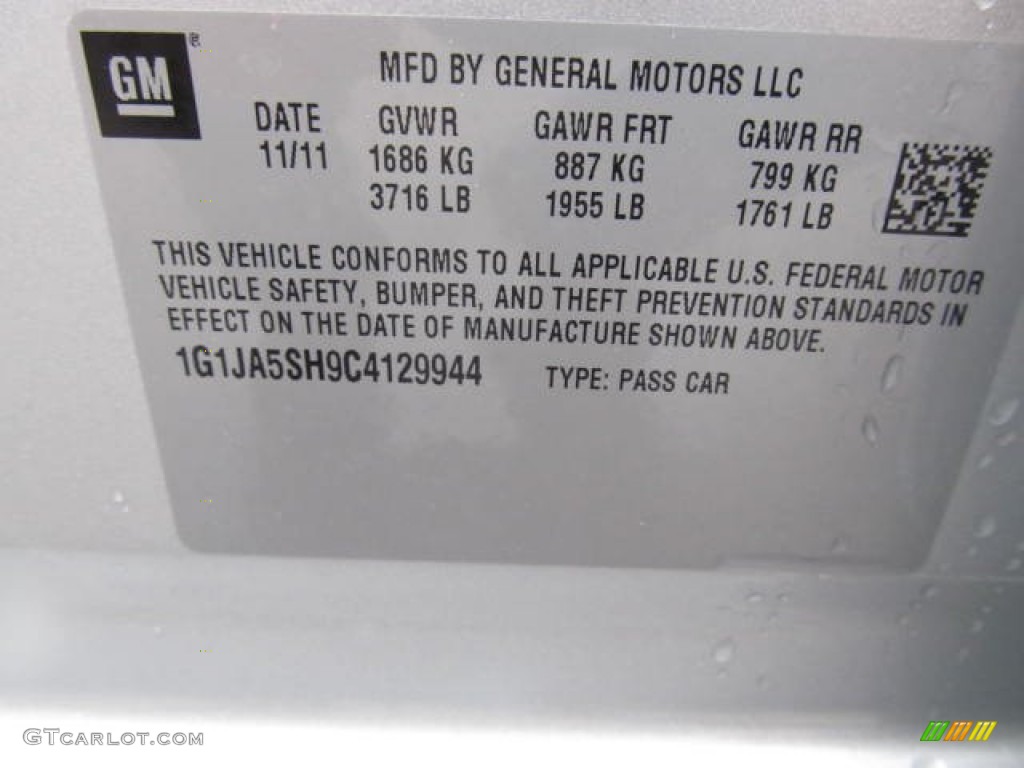 GM ®
MFD BY GENERAL MOTORS LLC
DATE GVWR GAWR FRT GAWR RR
11/11 1686 KG 887 KG 799 KG
3716 LB 1955 LB 1761 LB
THIS VEHICLE CONFORMS TO ALL APPLICABLE U.S. FEDERAL MOTOR
VEHICLE SAFETY, BUMPER, AND THEFT PREVENTION STANDARDS IN
EFFECT ON THE DATE OF MANUFACTURE SHOWN ABOVE.
1G1JA5SH9C4129944 TYPE: PASS CAR
GTCARLOT.COM